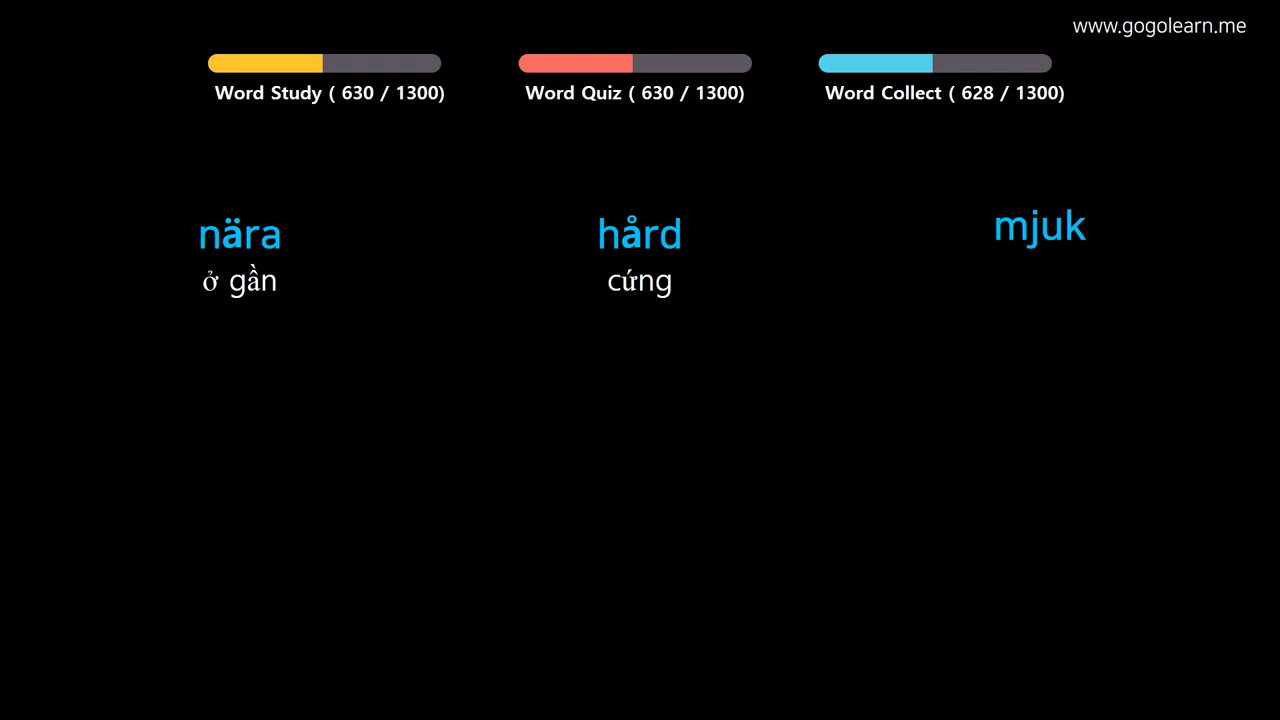 www.gogolearn.me
Word Study ( 630 / 1300)
Word Quiz ( 630 / 1300)
Word Collect ( 628 / 1300)
nära
ở gần
hård
cứng
mjuk